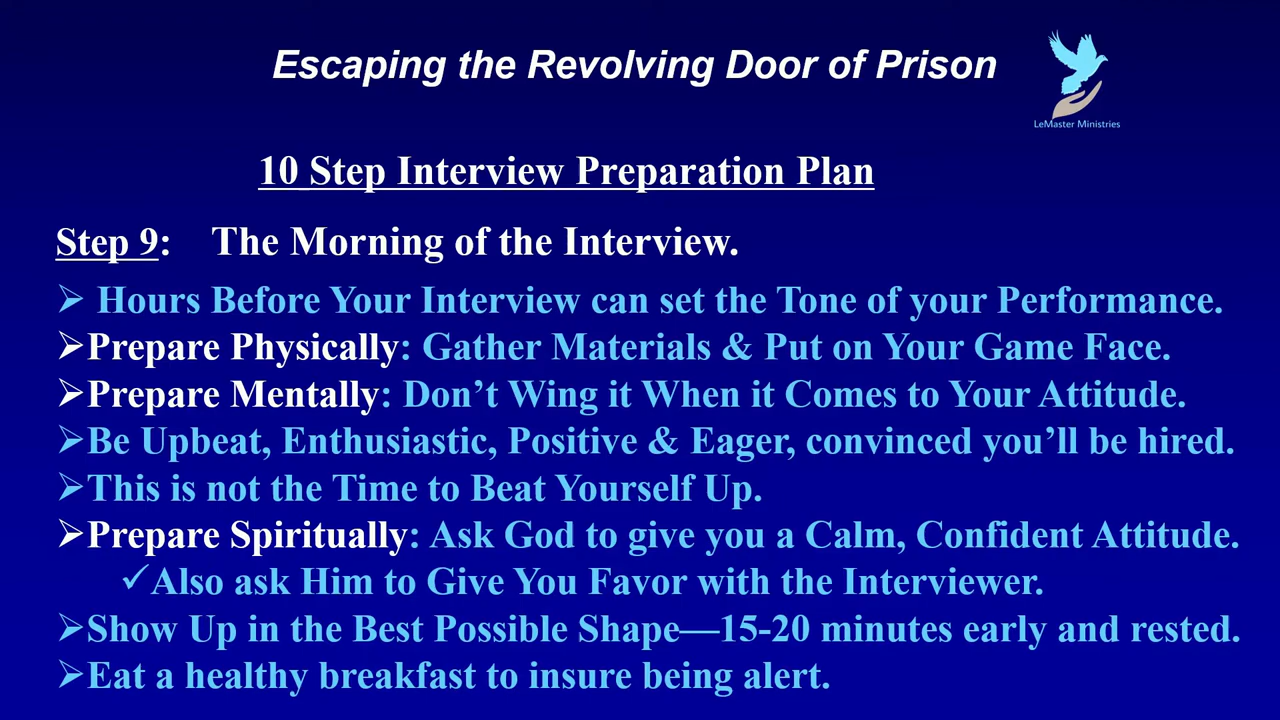 Escaping the Revolving Door of Prison
LeMaster Ministries
10 Step Interview Preparation Plan
Step 9: The Morning of the Interview.
➢ Hours Before Your Interview can set the Tone of your Performance.
➢Prepare Physically: Gather Materials & Put on Your Game Face.
➢Prepare Mentally: Don’t Wing it When it Comes to Your Attitude.
➢Be Upbeat, Enthusiastic, Positive & Eager, convinced you’ll be hired.
➢This is not the Time to Beat Yourself Up.
➢Prepare Spiritually: Ask God to give you a Calm, Confident Attitude.
✓Also ask Him to Give You Favor with the Interviewer.
➢Show Up in the Best Possible Shape—15-20 minutes early and rested.
➢Eat a healthy breakfast to insure being alert.